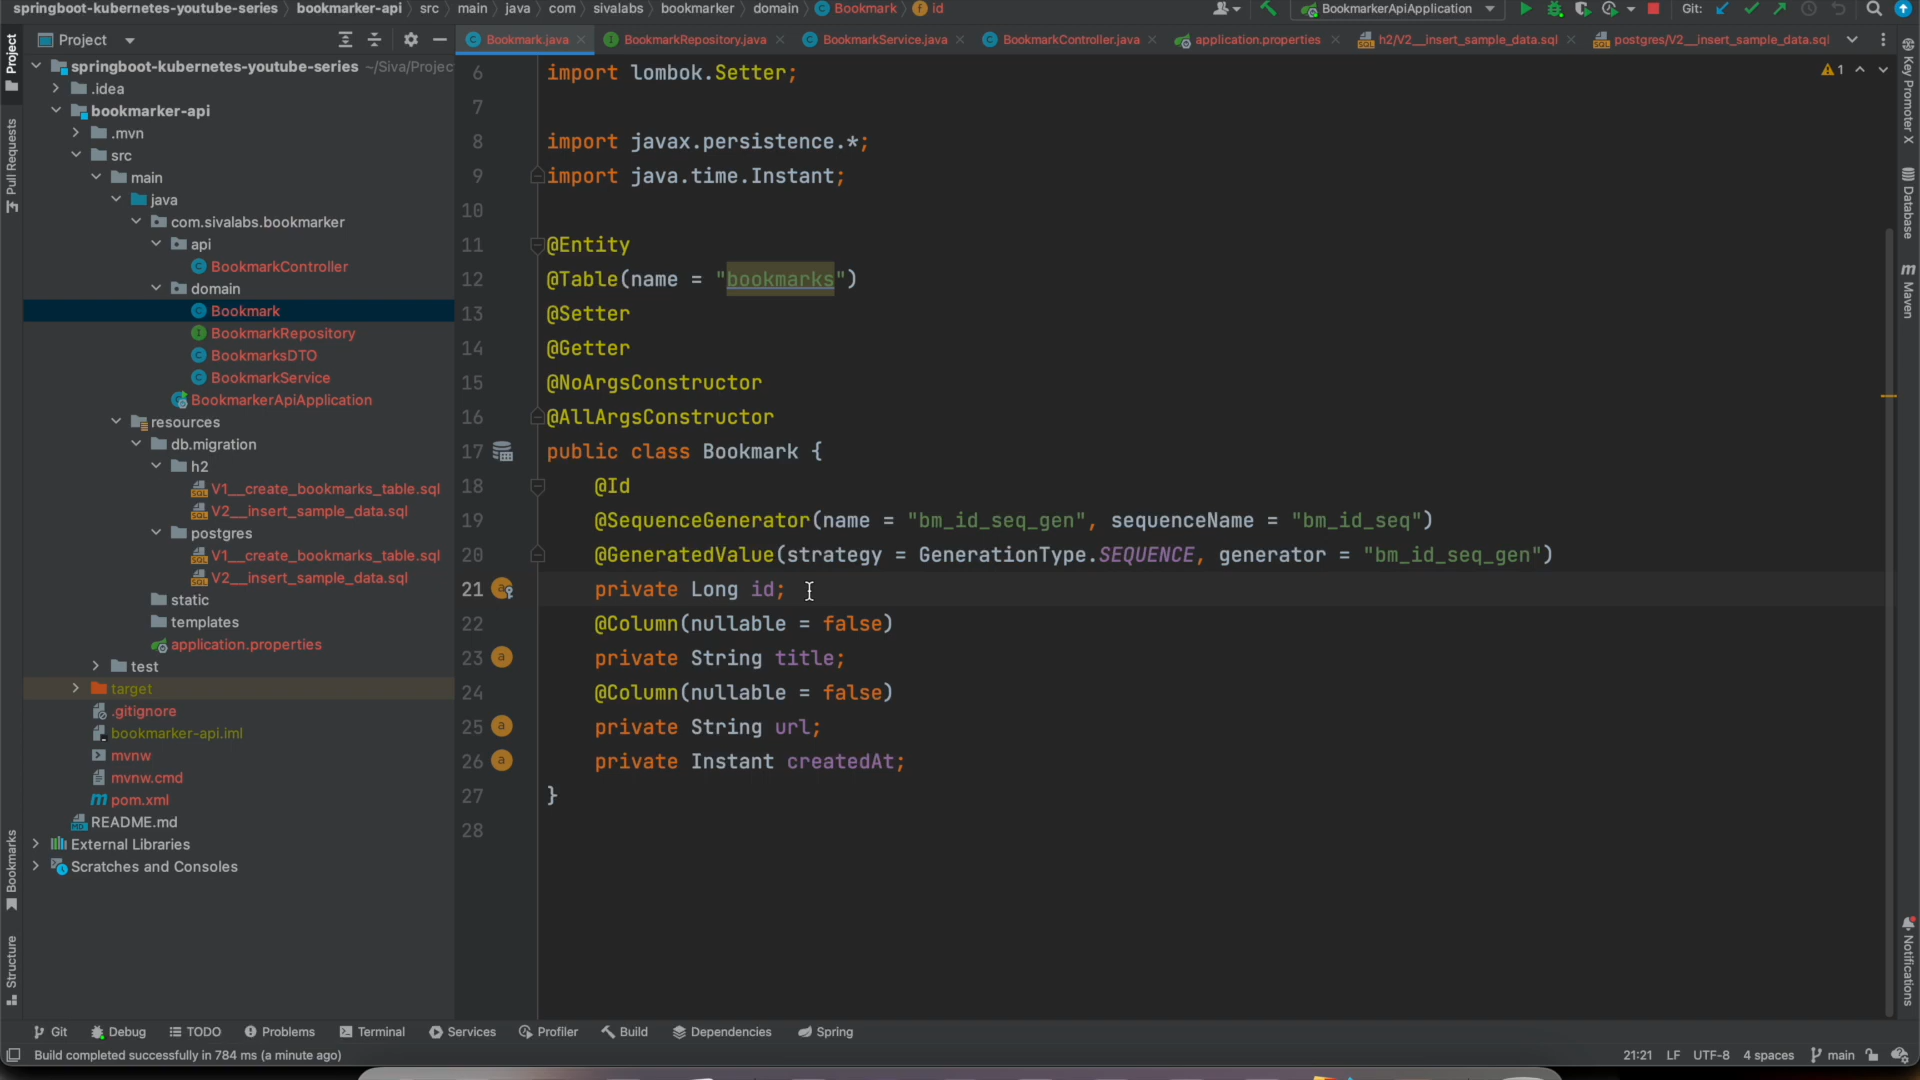 springboot-kubernetes-youtube-series
bookmarker-api
src
main
java
com
sivalabs
bookmarker
domain
Bookmark
id
BookmarkerApiApplication
Git:
Project
Bookmark.java
BookmarkRepository.java
BookmarkService.java
BookmarkController.java
application.properties
h2/V2__insert_sample_data.sql
postgres/V2__insert_sample_data.sql
Project
Pull Requests
Bookmarks
Structure
springboot-kubernetes-youtube-series ~/Siva/Projec
.idea
bookmarker-api
.mvn
src
main
java
com.sivalabs.bookmarker
api
BookmarkController
domain
Bookmark
BookmarkRepository
BookmarksDTO
BookmarkService
BookmarkerApiApplication
resources
db.migration
h2
V1__create_bookmarks_table.sql
V2__insert_sample_data.sql
postgres
V1__create_bookmarks_table.sql
V2__insert_sample_data.sql
static
templates
application.properties
test
target
.gitignore
bookmarker-api.iml
mvnw
mvnw.cmd
pom.xml
README.md
External Libraries
Scratches and Consoles
6 import lombok.Setter;
7
8 import javax.persistence.*;
9 import java.time.Instant;
10
11 @Entity
12 @Table(name = "bookmarks")
13 @Setter
14 @Getter
15 @NoArgsConstructor
16 @AllArgsConstructor
17 public class Bookmark {
18 @Id
19 @SequenceGenerator(name = "bm_id_seq_gen", sequenceName = "bm_id_seq")
20 @GeneratedValue(strategy = GenerationType.SEQUENCE, generator = "bm_id_seq_gen")
21 private Long id;
22 @Column(nullable = false)
23 private String title;
24 @Column(nullable = false)
25 private String url;
26 private Instant createdAt;
27 }
28
1
Key Promoter X
Database
Maven
Notifications
Git
Debug
TODO
Problems
Terminal
Services
Profiler
Build
Dependencies
Spring
Build completed successfully in 784 ms (a minute ago)
21:21 LF UTF-8 4 spaces main